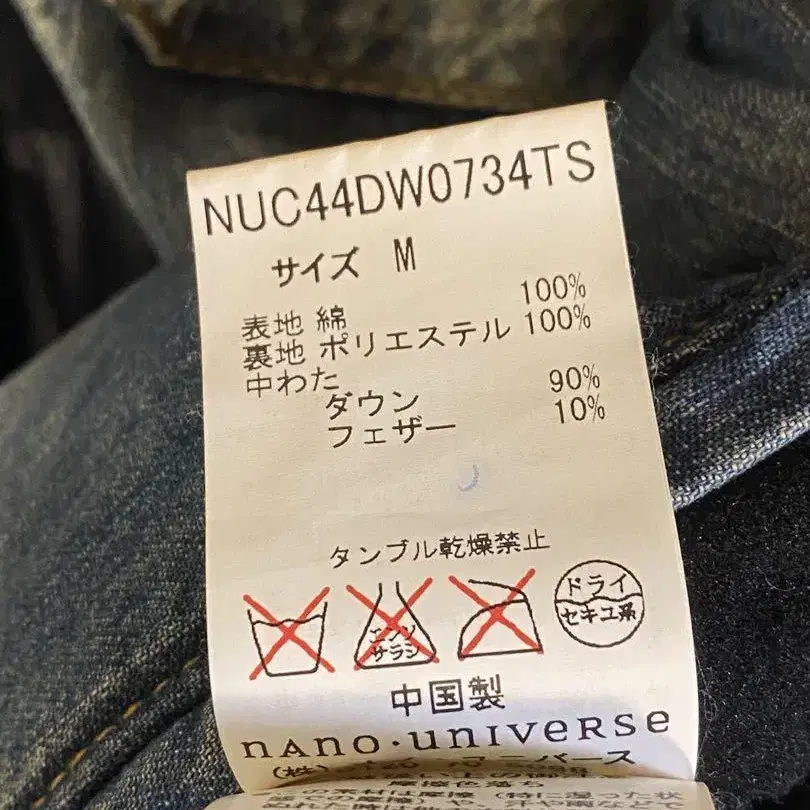 NUC44DW0734TS
サイズ M
表地 綿 100%
裏地 ポリエステル 100%
中わた
ダウン 90%
フェザー 10%
タンブル乾燥禁止
エンソ
サラシ
ドライ
セキユ系
中国製
nano・universe